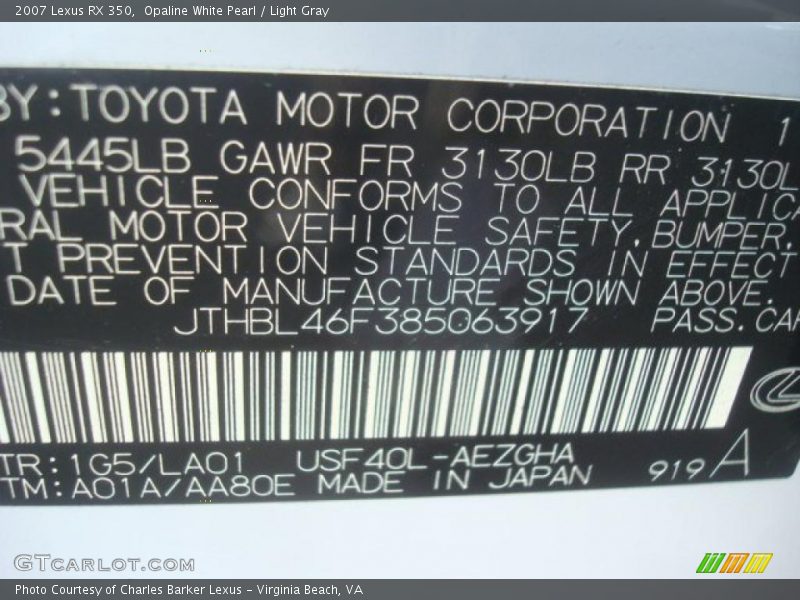 2007 Lexus RX 350, Opaline White Pearl / Light Gray
BY: TOYOTA MOTOR CORPORATION 1
5445LB GAWR FR 3130LB RR 3130L
VEHICLE CONFORMS TO ALL APPLICA
RAL MOTOR VEHICLE SAFETY, BUMPER,
T PREVENTION STANDARDS IN EFFECT
DATE OF MANUFACTURE SHOWN ABOVE.
JTHBL46F385063917 PASS. CAR
TR: 1G5/LA01 USF40L-AEZGHA
TM: A01A/AA80E MADE IN JAPAN 919 A
GTCARLOT.COM
Photo Courtesy of Charles Barker Lexus - Virginia Beach, VA